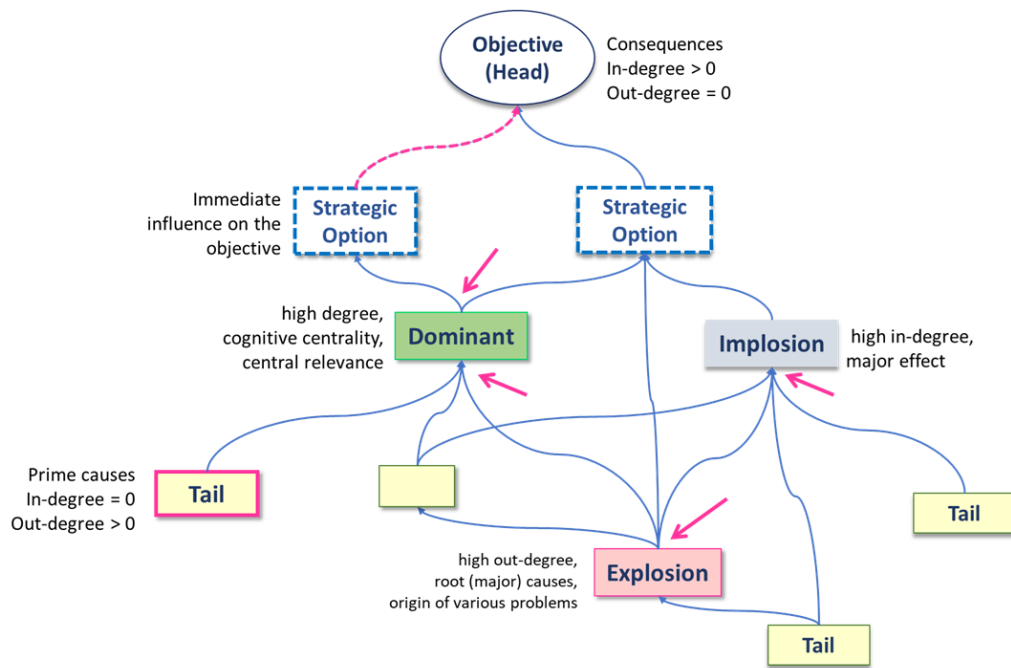 Objective
(Head)
Consequences
In-degree > 0
Out-degree = 0
Immediate
influence on the
objective
Strategic
Option
Strategic
Option
high degree,
cognitive centrality,
central relevance
Dominant
Implosion
high in-degree,
major effect
Prime causes
In-degree = 0
Out-degree > 0
Tail
Tail
high out-degree,
root (major) causes,
origin of various problems
Explosion
Tail